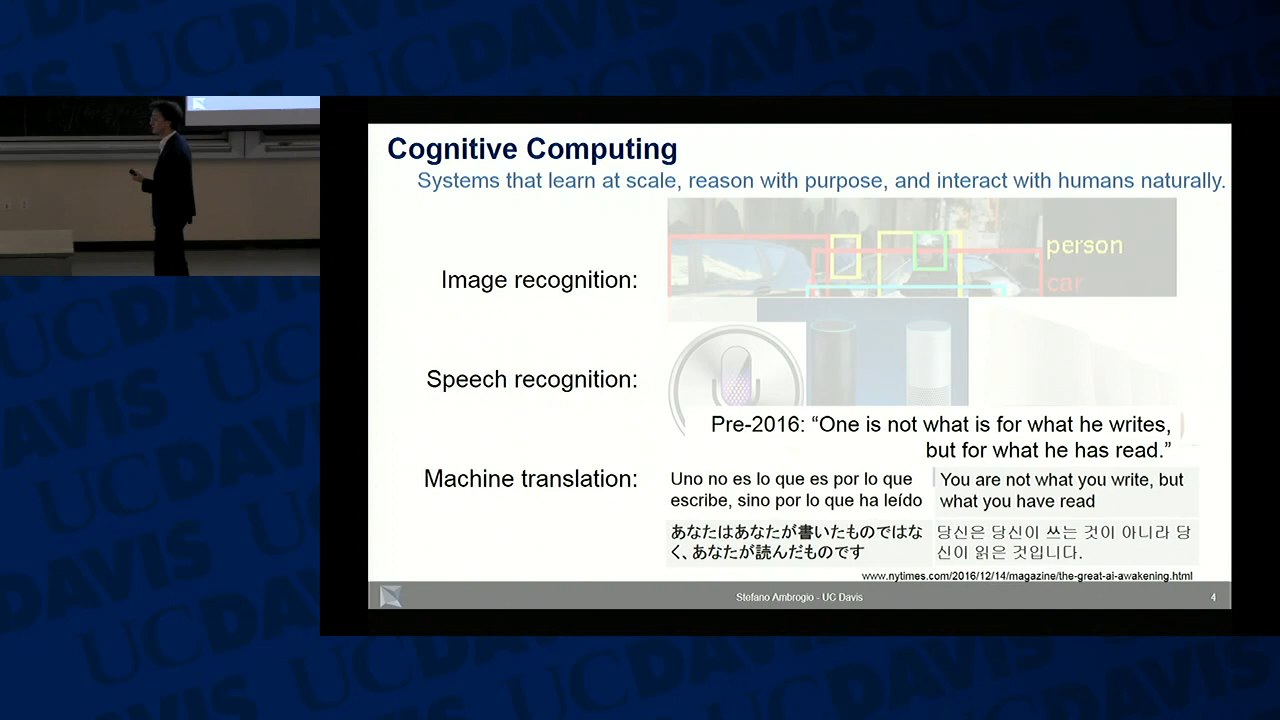 Cognitive Computing
Systems that learn at scale, reason with purpose, and interact with humans naturally.
Image recognition:
person
car
Speech recognition:
Pre-2016: “One is not what is for what he writes,
but for what he has read.”
Machine translation:
Uno no es lo que es por lo que
escribe, sino por lo que ha leído
You are not what you write, but
what you have read
あなたはあなたが書いたものではな
く、あなたが読んだものです
당신은 당신이 쓰는 것이 아니라 당
신이 읽은 것입니다.
www.nytimes.com/2016/12/14/magazine/the-great-ai-awakening.html
Stefano Ambrogio - UC Davis
4
UCDAVIS
UCDAVIS
UCDAVIS
UCDAVIS